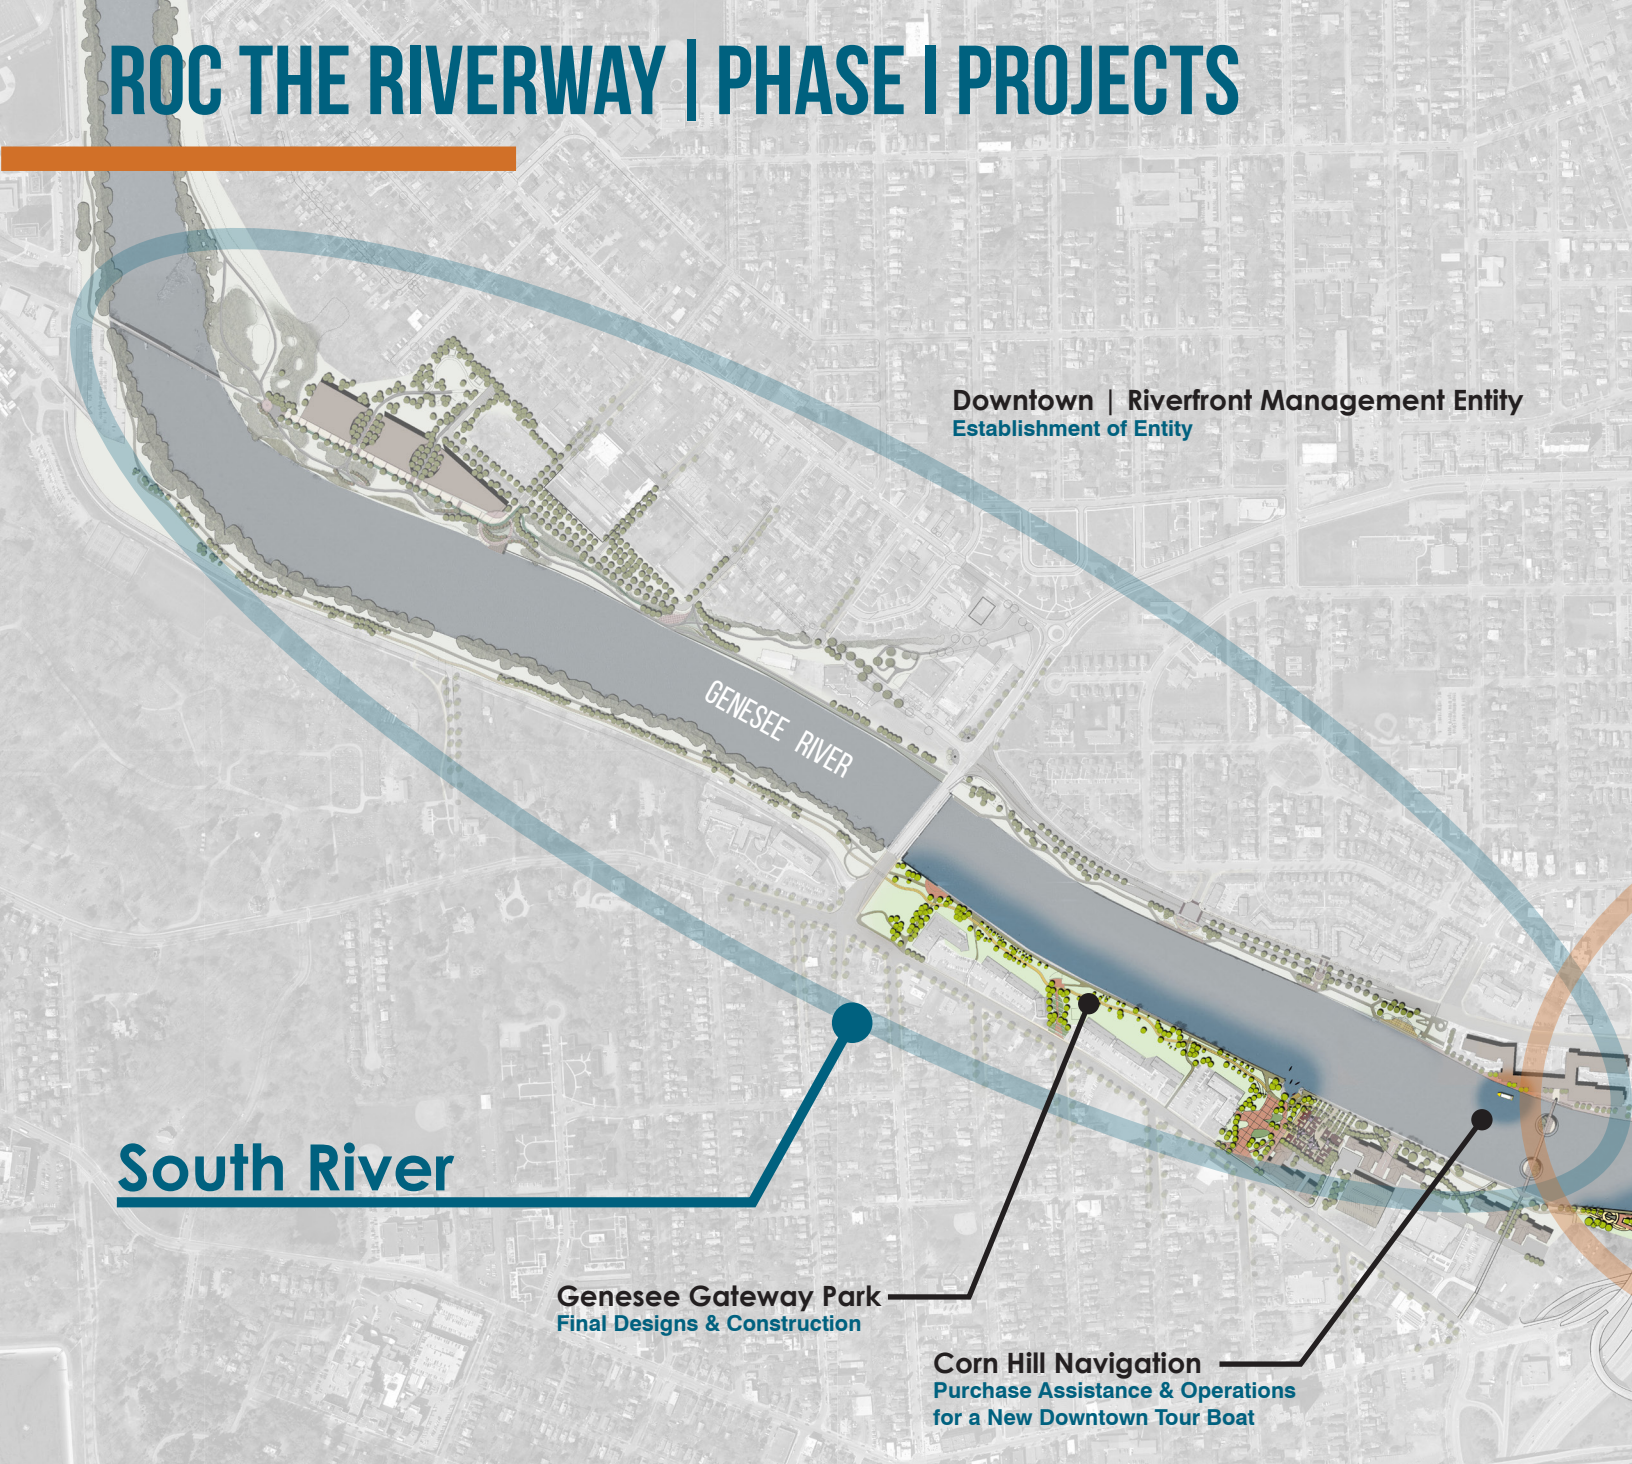 ROC THE RIVERWAY | PHASE I PROJECTS
Downtown | Riverfront Management Entity
Establishment of Entity
GENESEE RIVER
South River
Genesee Gateway Park
Final Designs & Construction
Corn Hill Navigation
Purchase Assistance & Operations
for a New Downtown Tour Boat